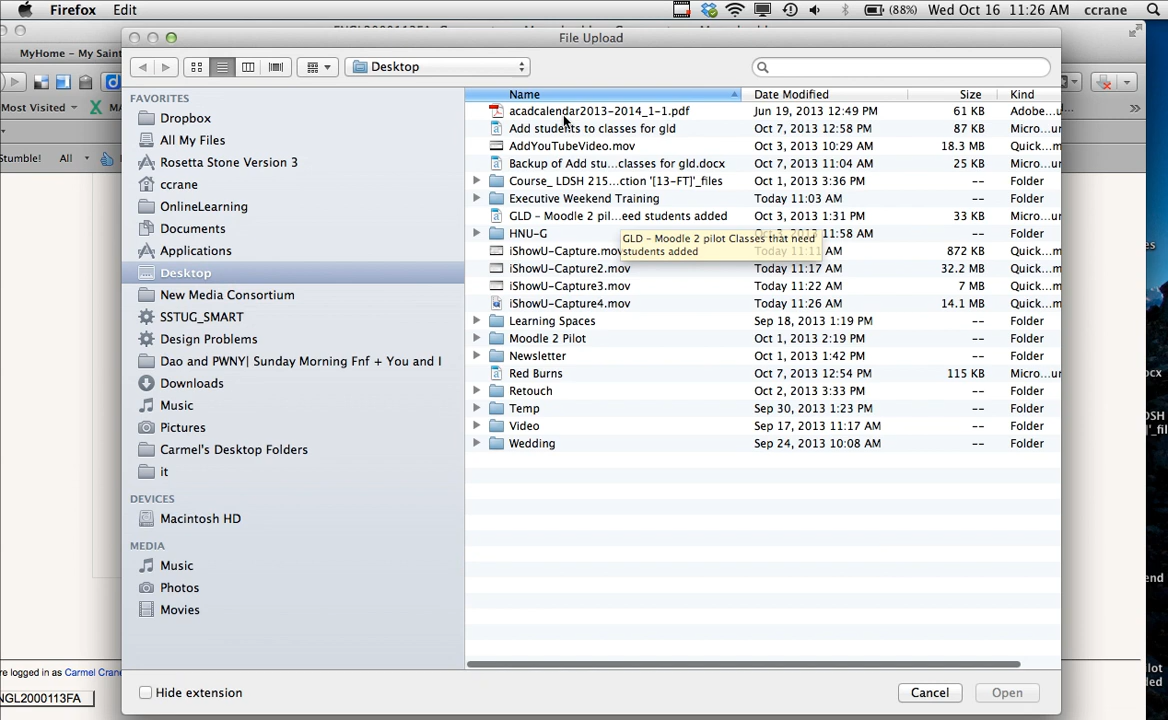 Firefox Edit (88%) Wed Oct 16 11:26 AM ccrane
File Upload
MyHome - My Saint
Desktop
Most Visited
Stumble! All
FAVORITES
Dropbox
All My Files
Rosetta Stone Version 3
ccrane
OnlineLearning
Documents
Applications
Desktop
New Media Consortium
SSTUG_SMART
Design Problems
Dao and PWNY| Sunday Morning Fnf + You and I
Downloads
Music
Pictures
Carmel's Desktop Folders
it
DEVICES
Macintosh HD
MEDIA
Music
Photos
Movies
Name Date Modified Size Kind
acadcalendar2013-2014_1-1.pdf Jun 19, 2013 12:49 PM 61 KB Adobe...
Add students to classes for gld Oct 7, 2013 12:58 PM 87 KB Micro...
AddYouTubeVideo.mov Oct 3, 2013 10:29 AM 18.3 MB Quick...
Backup of Add stu...classes for gld.docx Oct 7, 2013 11:04 AM 25 KB Micro...
Course_ LDSH 215...ction '[13-FT]'_files Oct 1, 2013 3:36 PM -- Folder
Executive Weekend Training Today 11:03 AM -- Folder
GLD - Moodle 2 pil...eed students added Oct 3, 2013 1:31 PM 33 KB Micro...
HNU-G 11:58 AM -- Folder
GLD - Moodle 2 pilot Classes that need
students added
iShowU-Capture.mov Today 11:11 AM 872 KB Quick...
iShowU-Capture2.mov Today 11:17 AM 32.2 MB Quick...
iShowU-Capture3.mov Today 11:22 AM 7 MB Quick...
iShowU-Capture4.mov Today 11:26 AM 14.1 MB Quick...
Learning Spaces Sep 18, 2013 1:19 PM -- Folder
Moodle 2 Pilot Oct 1, 2013 2:19 PM -- Folder
Newsletter Oct 1, 2013 1:42 PM -- Folder
Red Burns Oct 7, 2013 12:54 PM 115 KB Micro...
Retouch Oct 2, 2013 3:33 PM -- Folder
Temp Sep 30, 2013 1:23 PM -- Folder
Video Sep 17, 2013 11:17 AM -- Folder
Wedding Sep 24, 2013 10:08 AM -- Folder
Hide extension Cancel Open
re logged in as Carmel Cran
NGL2000113FA